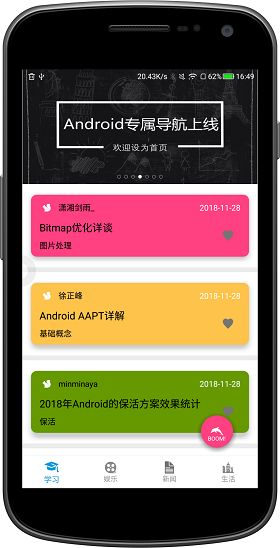 20.43K/s 62% 16:49
Android专属导航上线
欢迎设为首页
潇湘剑雨_ 2018-11-28
Bitmap优化详谈
图片处理
徐正峰 2018-11-28
Android AAPT详解
基础概念
minminaya 2018-11-28
2018年Android的保活方案效果统计
保活
BOOM!
学习 娱乐 新闻 生活